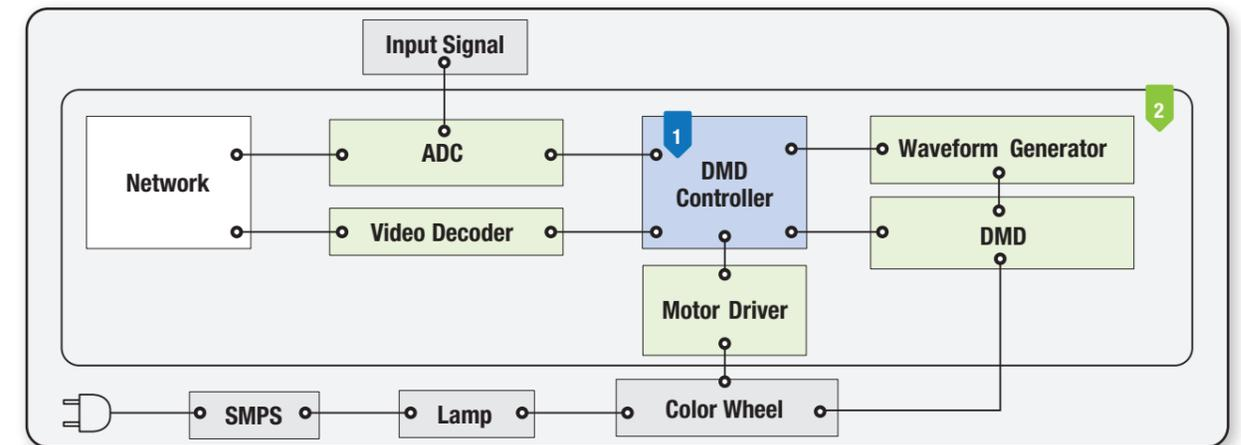 Input Signal
2
1
ADC
Waveform Generator
Network
DMD
Controller
Video Decoder
DMD
Motor Driver
SMPS
Lamp
Color Wheel